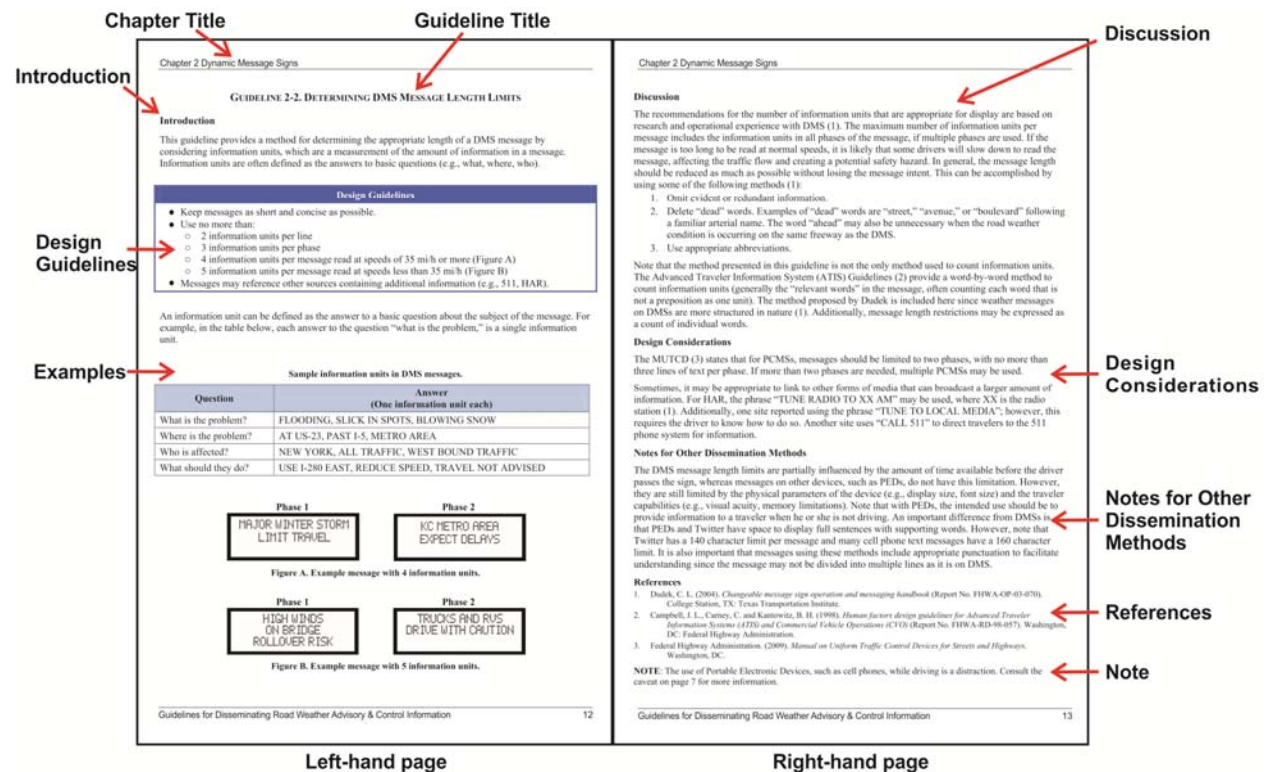 Chapter Title
Guideline Title
Introduction
Design
Guidelines
Examples
Chapter 2 Dynamic Message Signs
GUIDELINE 2-2. DETERMINING DMS MESSAGE LENGTH LIMITS
Introduction
This guideline provides a method for determining the appropriate length of a DMS message by
considering information units, which are a measurement of the amount of information in a message.
Information units are often defined as the answers to basic questions (e.g., what, where, who).
Design Guidelines
● Keep messages as short and concise as possible.
● Use no more than:
○ 2 information units per line
○ 3 information units per phase
○ 4 information units per message read at speeds of 35 mi/h or more (Figure A)
○ 5 information units per message read at speeds less than 35 mi/h (Figure B)
● Messages may reference other sources containing additional information (e.g., 511, HAR).
An information unit can be defined as the answer to a basic question about the subject of the message. For
example, in the table below, each answer to the question “what is the problem,” is a single information
unit.
Sample information units in DMS messages.
Question Answer
(One information unit each)
What is the problem? FLOODING, SLICK IN SPOTS, BLOWING SNOW
Where is the problem? AT US-23, PAST I-5, METRO AREA
Who is affected? NEW YORK, ALL TRAFFIC, WEST BOUND TRAFFIC
What should they do? USE I-280 EAST, REDUCE SPEED, TRAVEL NOT ADVISED
Phase 1 Phase 2
MAJOR WINTER STORM
LIMIT TRAVEL
KC METRO AREA
EXPECT DELAYS
Figure A. Example message with 4 information units.
Phase 1 Phase 2
HIGH WINDS
ON BRIDGE
ROLLOVER RISK
TRUCKS AND RVS
DRIVE WITH CAUTION
Figure B. Example message with 5 information units.
Guidelines for Disseminating Road Weather Advisory & Control Information 12
Left-hand page
Chapter 2 Dynamic Message Signs
Discussion
The recommendations for the number of information units that are appropriate for display are based on
research and operational experience with DMS (1). The maximum number of information units per
message includes the information units in all phases of the message, if multiple phases are used. If the
message is too long to be read at normal speeds, it is likely that some drivers will slow down to read the
message, affecting the traffic flow and creating a potential safety hazard. In general, the message length
should be reduced as much as possible without losing the message intent. This can be accomplished by
using some of the following methods (1):
1. Omit evident or redundant information.
2. Delete “dead” words. Examples of “dead” words are “street,” “avenue,” or “boulevard” following
a familiar arterial name. The word “ahead” may also be unnecessary when the road weather
condition is occurring on the same freeway as the DMS.
3. Use appropriate abbreviations.
Note that the method presented in this guideline is not the only method used to count information units.
The Advanced Traveler Information System (ATIS) Guidelines (2) provide a word-by-word method to
count information units (generally the “relevant words” in the message, often counting each word that is
not a preposition as one unit). The method proposed by Dudek is included here since weather messages
on DMSs are more structured in nature (1). Additionally, message length restrictions may be expressed as
a count of individual words.
Design Considerations
The MUTCD (3) states that for PCMSs, messages should be limited to two phases, with no more than
three lines of text per phase. If more than two phases are needed, multiple PCMSs may be used.
Sometimes, it may be appropriate to link to other forms of media that can broadcast a larger amount of
information. For HAR, the phrase “TUNE RADIO TO XX AM” may be used, where XX is the radio
station (1). Additionally, one site reported using the phrase “TUNE TO LOCAL MEDIA”; however, this
requires the driver to know how to do so. Another site uses “CALL 511” to direct travelers to the 511
phone system for information.
Notes for Other Dissemination Methods
The DMS message length limits are partially influenced by the amount of time available before the driver
passes the sign, whereas messages on other devices, such as PEDs, do not have this limitation. However,
they are still limited by the physical parameters of the device (e.g., display size, font size) and the traveler
capabilities (e.g., visual acuity, memory limitations). Note that with PEDs, the intended use should be to
provide information to a traveler when he or she is not driving. An important difference from DMSs is
that PEDs and Twitter have space to display full sentences with supporting words. However, note that
Twitter has a 140 character limit per message and many cell phone text messages have a 160 character
limit. It is also important that messages using these methods include appropriate punctuation to facilitate
understanding since the message may not be divided into multiple lines as it is on DMS.
References
1. Dudek, C. L. (2004). Changeable message sign operation and messaging handbook (Report No. FHWA-OP-03-070).
College Station, TX: Texas Transportation Institute.
2. Campbell, J. L., Carney, C. and Kantowitz, B. H. (1998). Human factors design guidelines for Advanced Traveler
Information Systems (ATIS) and Commercial Vehicle Operations (CVO) (Report No. FHWA-RD-98-057). Washington,
DC: Federal Highway Administration.
3. Federal Highway Administration. (2009). Manual on Uniform Traffic Control Devices for Streets and Highways.
Washington, DC.
NOTE: The use of Portable Electronic Devices, such as cell phones, while driving is a distraction. Consult the
caveat on page 7 for more information.
Guidelines for Disseminating Road Weather Advisory & Control Information 13
Right-hand page
Discussion
Design
Considerations
Notes for Other
Dissemination
Methods
References
Note